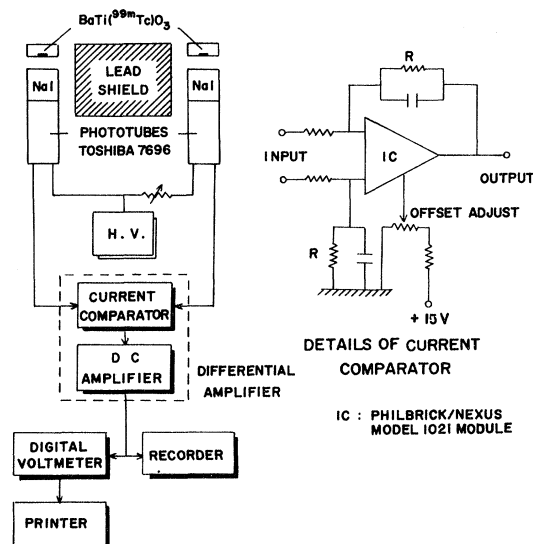 BaTi(⁹⁹ᵐTc)O₃
NaI
LEAD
SHIELD
NaI
PHOTOTUBES
TOSHIBA 7696
H. V.
CURRENT
COMPARATOR
D C
AMPLIFIER
DIFFERENTIAL
AMPLIFIER
DIGITAL
VOLTMETER
RECORDER
PRINTER
R
INPUT
IC
OUTPUT
OFFSET ADJUST
R
+ 15V
DETAILS OF CURRENT
COMPARATOR
IC : PHILBRICK/NEXUS
MODEL 1021 MODULE